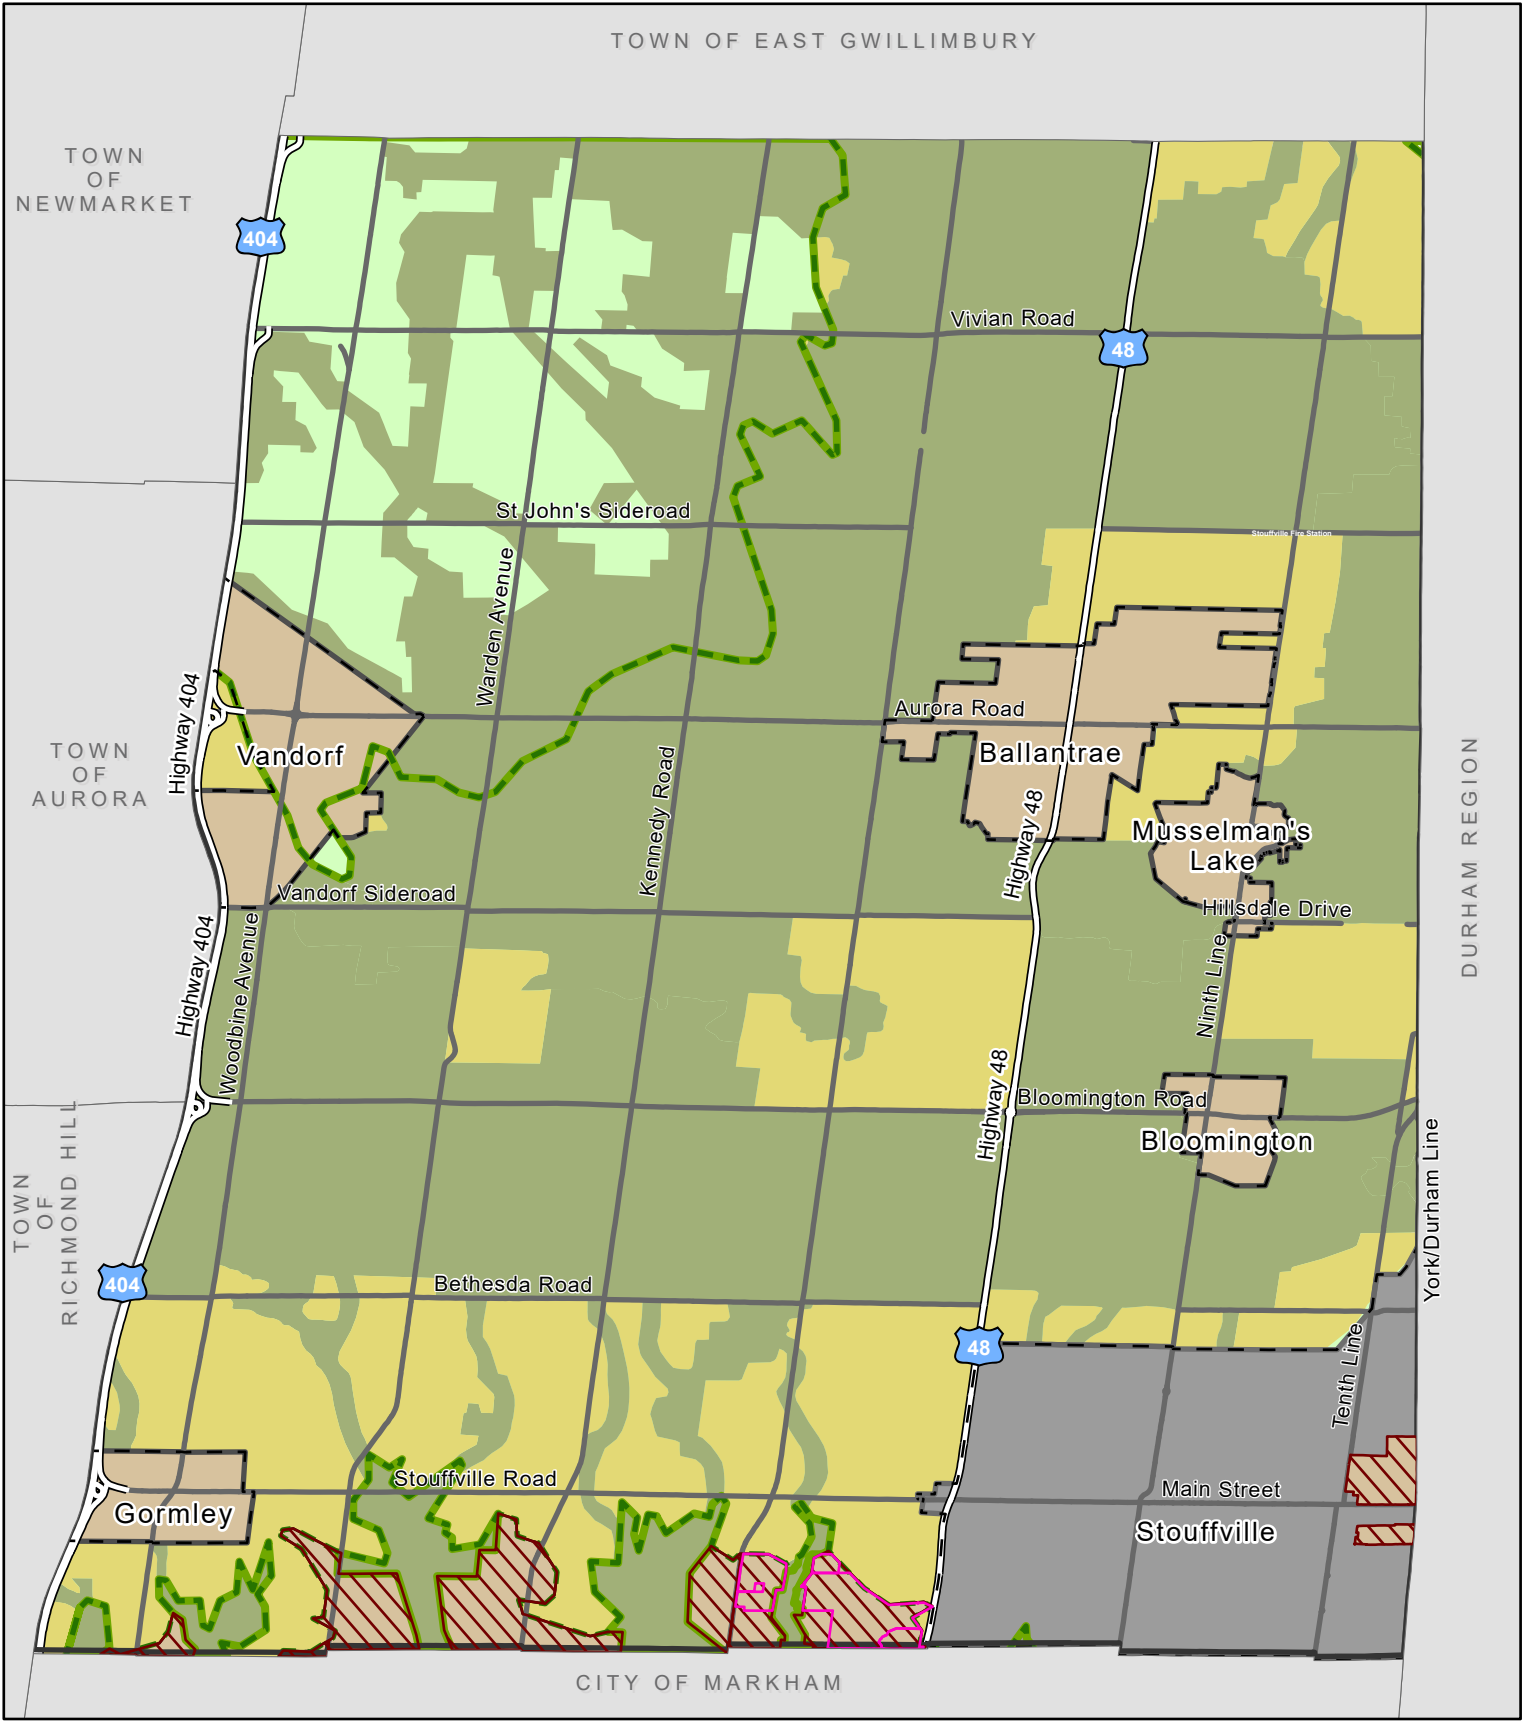 TOWN OF EAST GWILLIMBURY
TOWN
OF
NEWMARKET
404
Vivian Road
48
St John's Sideroad
Stouffville Fire Station
Warden Avenue
Highway 404
Aurora Road
Vandorf
Ballantrae
TOWN
OF
AURORA
Kennedy Road
Highway 48
Musselman's
Lake
DURHAM REGION
Vandorf Sideroad
Hillsdale Drive
Highway 404
Woodbine Avenue
Ninth Line
Highway 48
Bloomington Road
Bloomington
TOWN
OF
RICHMOND HILL
York/Durham Line
404
Bethesda Road
48
Tenth Line
Stouffville Road
Main Street
Gormley
Stouffville
CITY OF MARKHAM